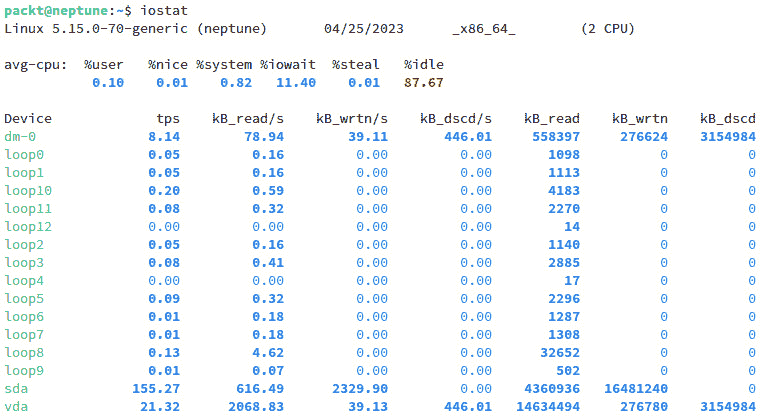 packt@neptune:~$ iostat
Linux 5.15.0-70-generic (neptune) 04/25/2023 _x86_64_ (2 CPU)
avg-cpu: %user %nice %system %iowait %steal %idle
0.10 0.01 0.82 11.40 0.01 87.67
Device tps kB_read/s kB_wrtn/s kB_dscd/s kB_read kB_wrtn kB_dscd
dm-0 8.14 78.94 39.11 446.01 558397 276624 3154984
loop0 0.05 0.16 0.00 0.00 1098 0 0
loop1 0.05 0.16 0.00 0.00 1113 0 0
loop10 0.20 0.59 0.00 0.00 4183 0 0
loop11 0.08 0.32 0.00 0.00 2270 0 0
loop12 0.00 0.00 0.00 0.00 14 0 0
loop2 0.05 0.16 0.00 0.00 1140 0 0
loop3 0.08 0.41 0.00 0.00 2885 0 0
loop4 0.00 0.00 0.00 0.00 17 0 0
loop5 0.09 0.32 0.00 0.00 2296 0 0
loop6 0.01 0.18 0.00 0.00 1287 0 0
loop7 0.01 0.18 0.00 0.00 1308 0 0
loop8 0.13 4.62 0.00 0.00 32652 0 0
loop9 0.01 0.07 0.00 0.00 502 0 0
sda 155.27 616.49 2329.90 0.00 4360936 16481240 0
vda 21.32 2068.83 39.13 446.01 14634494 276780 3154984